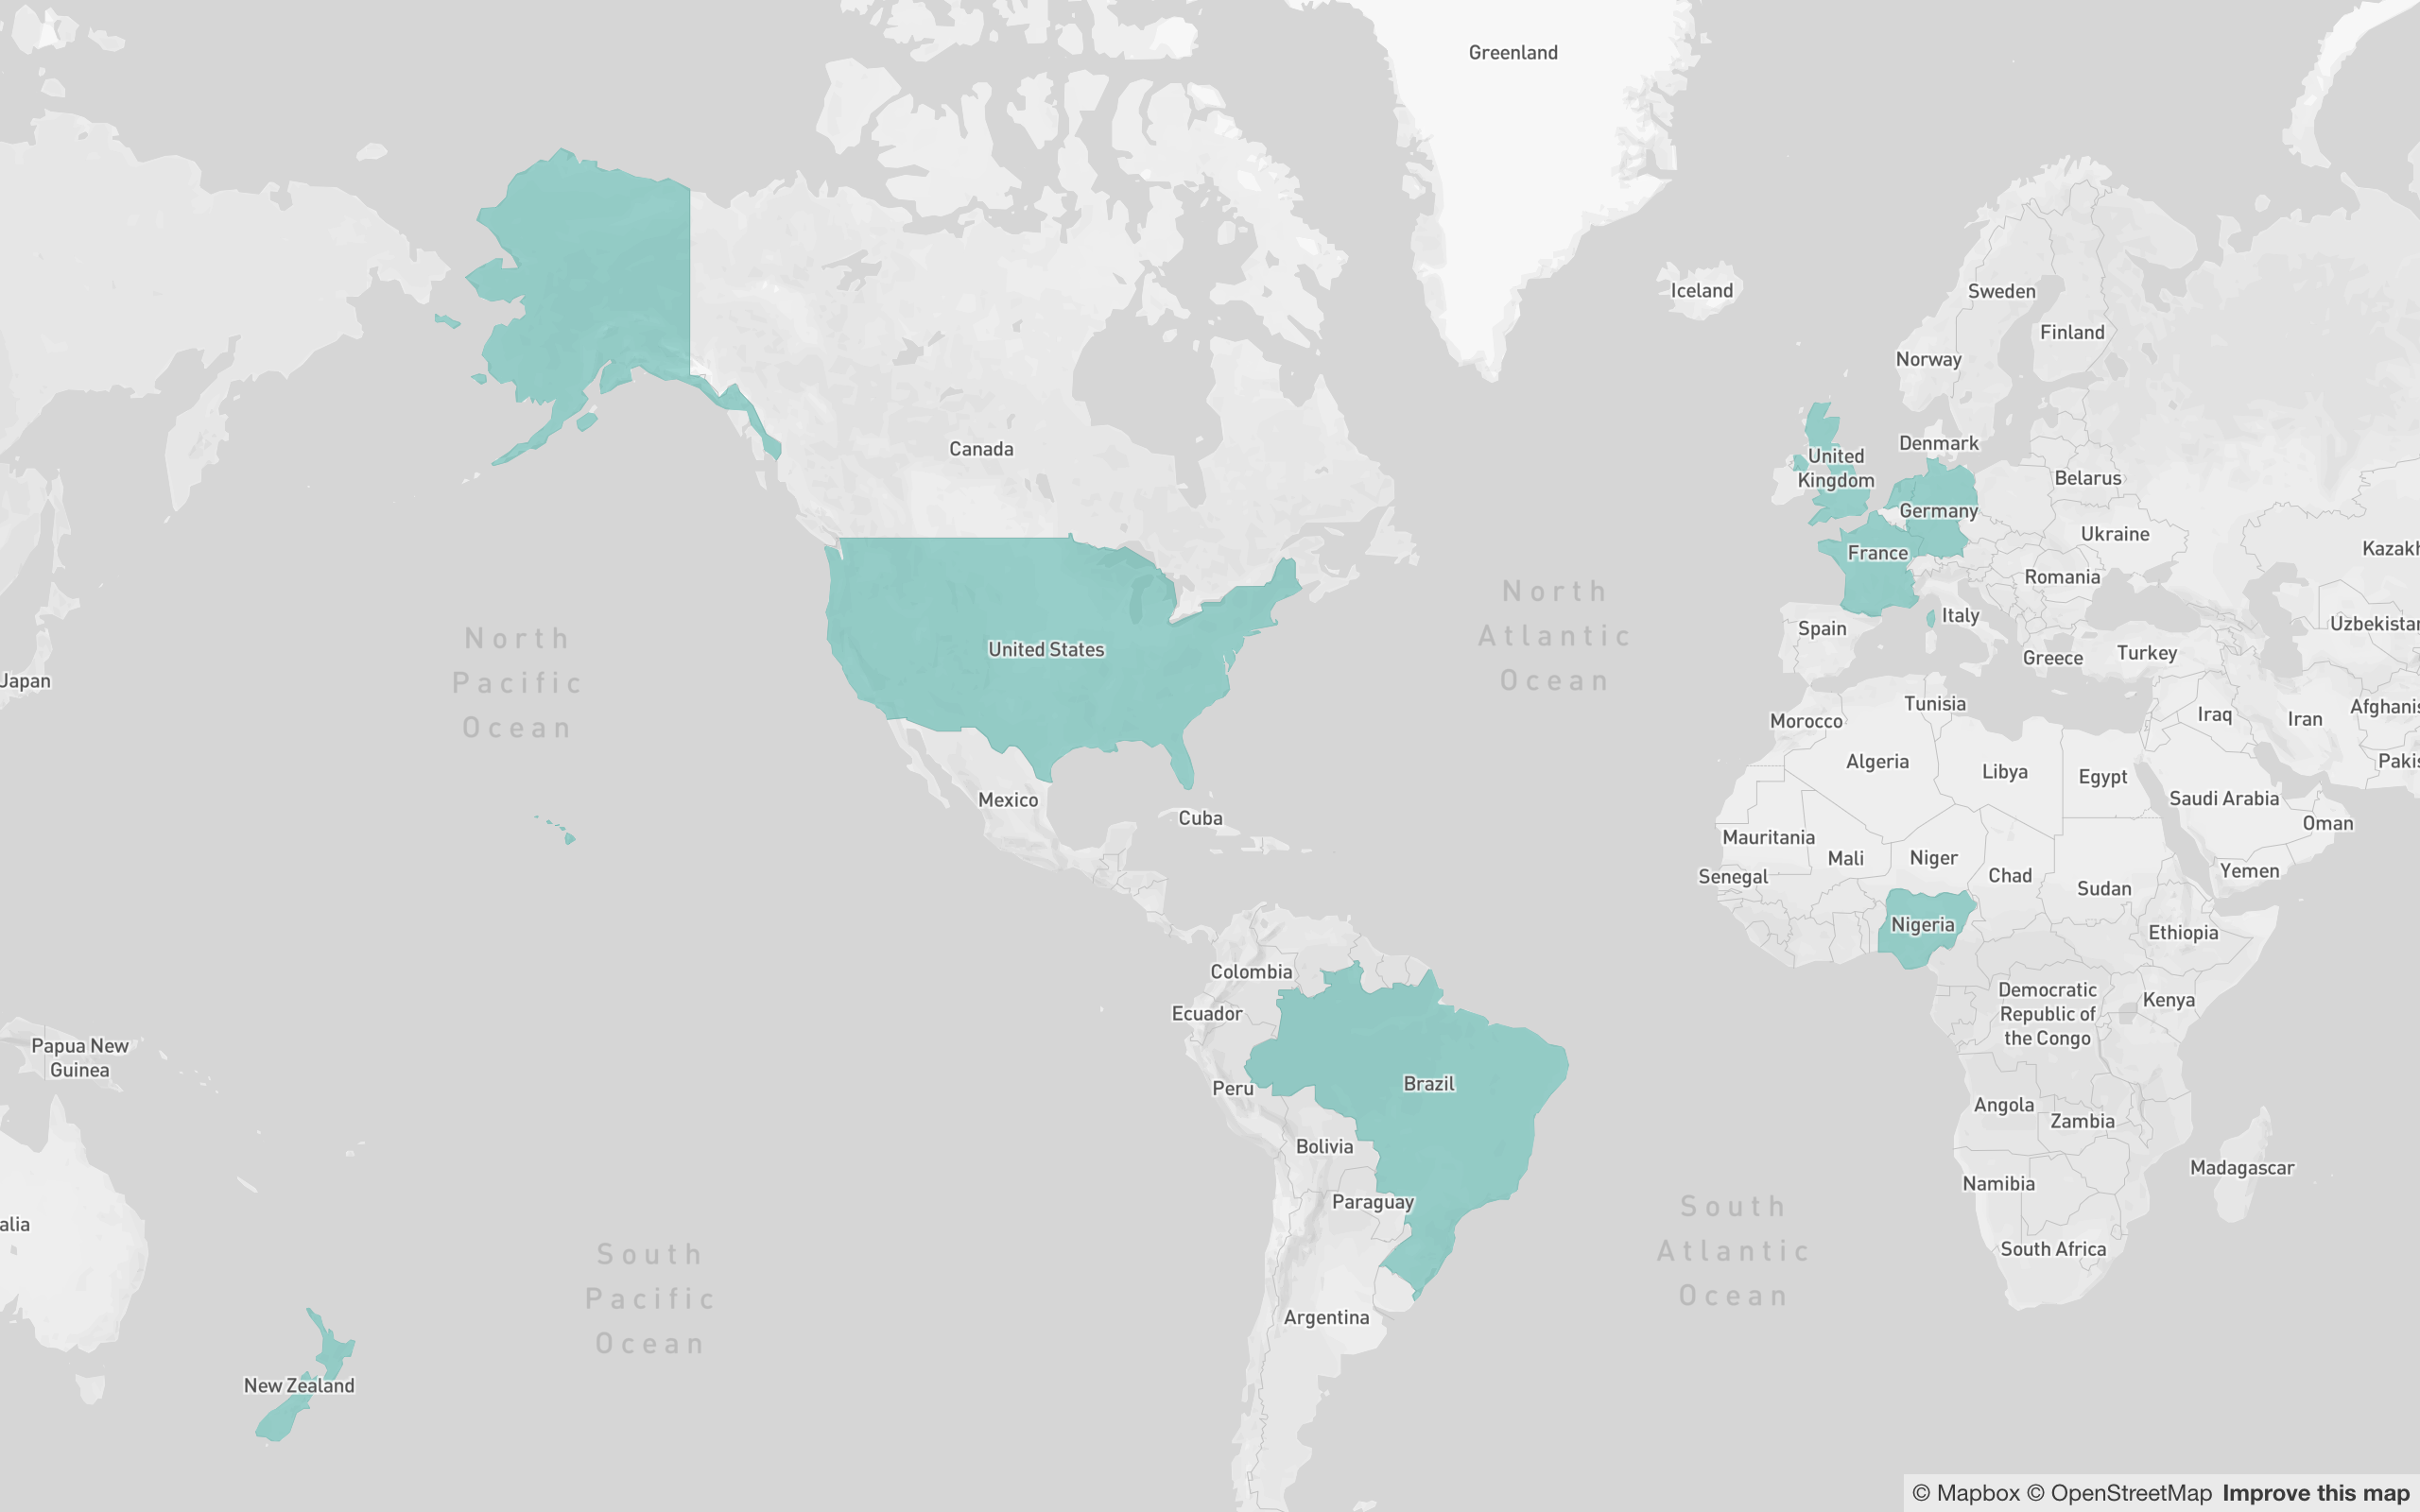 Greenland
Iceland
Sweden
Finland
Norway
Canada
Denmark
United
Kingdom
Belarus
Germany
Ukraine
France
Kazakh
Romania
North
Atlantic
Ocean
Italy
Uzbekistan
Spain
North
Pacific
Ocean
United States
Turkey
Greece
Japan
Tunisia
Afghanis
Morocco
Iraq
Iran
Algeria
Libya
Egypt
Pakis
Mexico
Saudi Arabia
Cuba
Oman
Mauritania
Mali
Niger
Yemen
Senegal
Chad
Sudan
Nigeria
Ethiopia
Colombia
Democratic
Republic of
the Congo
Kenya
Ecuador
Papua New
Guinea
Brazil
Peru
Angola
Zambia
Bolivia
Madagascar
Namibia
Paraguay
South
Atlantic
Ocean
alia
South Africa
South
Pacific
Ocean
Argentina
New Zealand
© Mapbox © OpenStreetMap Improve this map